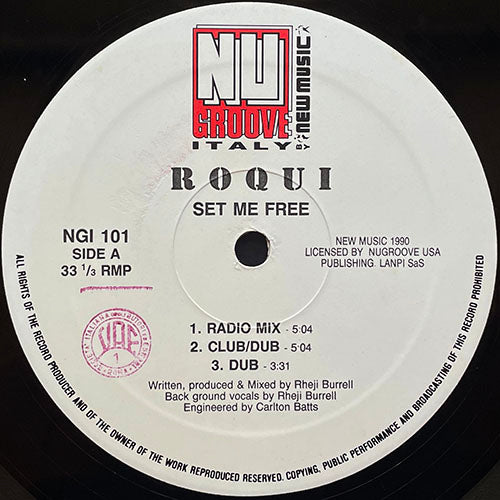 NU
GROOVE
ITALY
BY NEW MUSIC
ROQUI
SET ME FREE
NGI 101
SIDE A
33 1/3 RMP
NEW MUSIC 1990
LICENSED BY NUGROOVE USA
PUBLISHING. LANPI SaS
1. RADIO MIX - 5:04
2. CLUB/DUB - 5:04
3. DUB - 3:31
Written, produced & Mixed by Rheji Burrell
Back ground vocals by Rheji Burrell
Engineered by Carlton Batts
ALL RIGHTS OF THE RECORD PRODUCER AND OF THE OWNER OF THE WORK REPRODUCED RESERVED. COPYING, PUBLIC PERFORMANCE AND BROADCASTING OF THIS RECORD PROHIBITED
ITALIANA
1